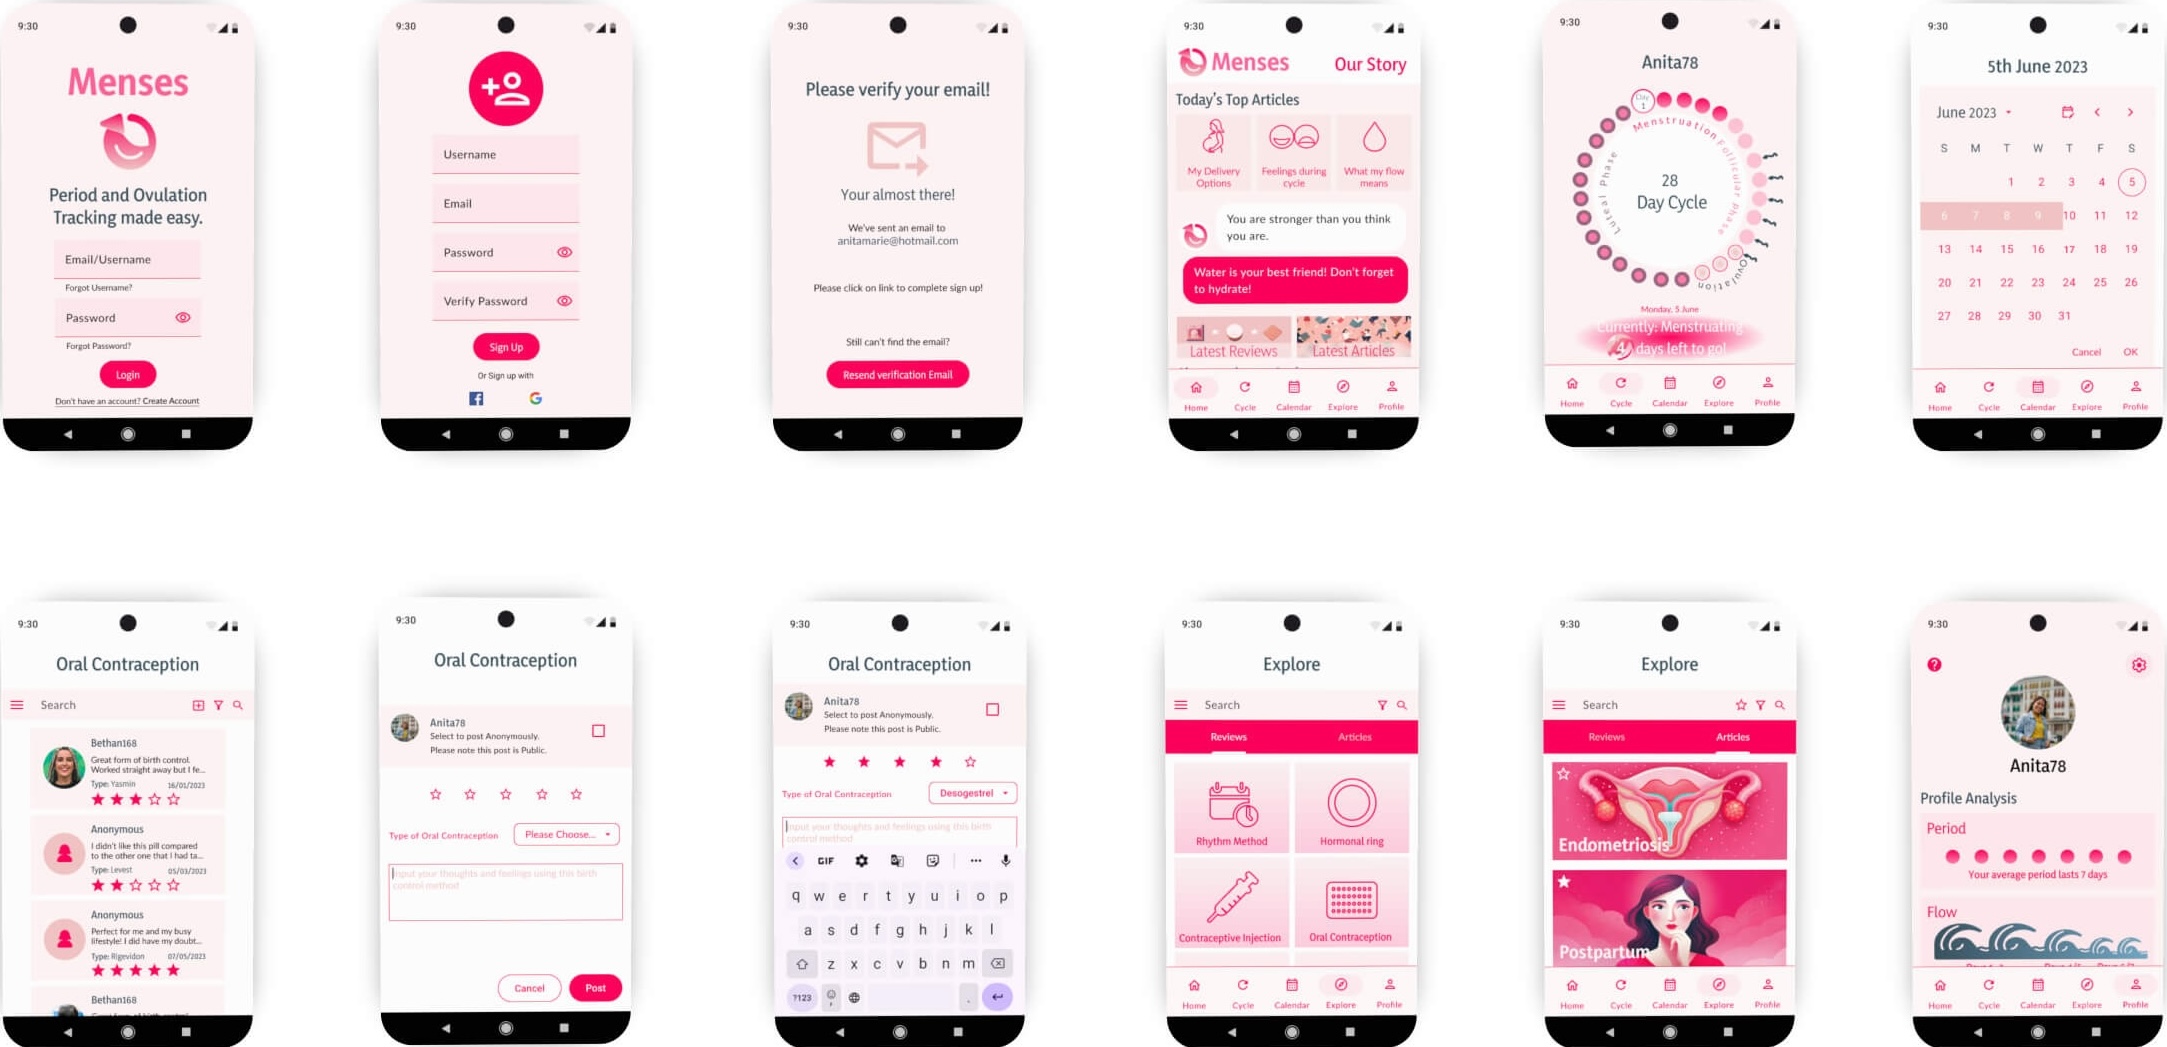 9:30
Menses
Period and Ovulation
Tracking made easy.
Email/Username
Forgot Username?
Password
Forgot Password?
Login
Don't have an account? Create Account
9:30
Username
Email
Password
Verify Password
Sign Up
Or Sign up with
9:30
Please verify your email!
Your almost there!
We've sent an email to
anitamarie@hotmail.com
Please click on link to complete sign up!
Still can't find the email?
Resend verification Email
9:30
Menses
Our Story
Today's Top Articles
My Delivery
Options
Feelings during
cycle
What my flow
means
You are stronger than you think
you are.
Water is your best friend! Don't forget
to hydrate!
Latest Reviews
Latest Articles
Home Cycle Calendar Explore Profile
9:30
Anita78
Day
1
Menstruation
Follicular Phase
Ovulation
Luteal Phase
28
Day Cycle
Monday, 5 June
Currently: Menstruating
4 days left to go!
Home Cycle Calendar Explore Profile
9:30
5th June 2023
June 2023
S M T W T F S
1 2 3 4 5
6 7 8 9 10 11 12
13 14 15 16 17 18 19
20 21 22 23 24 25 26
27 28 29 30 31
Cancel OK
Home Cycle Calendar Explore Profile
9:30
Oral Contraception
Search
Bethan168
Great form of birth control.
Worked straight away but I fe...
Type: Yasmin 16/01/2023
Anonymous
I didn't like this pill compared
to the other one that I had ta...
Type: Levest 05/03/2023
Anonymous
Perfect for me and my busy
lifestyle! I did have my doubt...
Type: Rigevidon 07/05/2023
Bethan168
9:30
Oral Contraception
Anita78
Select to post Anonymously.
Please note this post is Public.
Type of Oral Contraception
Please Choose...
Input your thoughts and feelings using this birth
control method
Cancel
Post
9:30
Oral Contraception
Anita78
Select to post Anonymously.
Please note this post is Public.
Type of Oral Contraception
Desogestrel
Input your thoughts and feelings using this birth
control method
GIF
q w e r t y u i o p
a s d f g h j k l
z x c v b n m
?123 , .
9:30
Explore
Search
Reviews
Articles
Rhythm Method
Hormonal ring
Contraceptive Injection
Oral Contraception
Home Cycle Calendar Explore Profile
9:30
Explore
Search
Reviews
Articles
Endometriosis
Postpartum
Home Cycle Calendar Explore Profile
9:30
Anita78
Profile Analysis
Period
Your average period lasts 7 days
Flow
Home Cycle Calendar Explore Profile